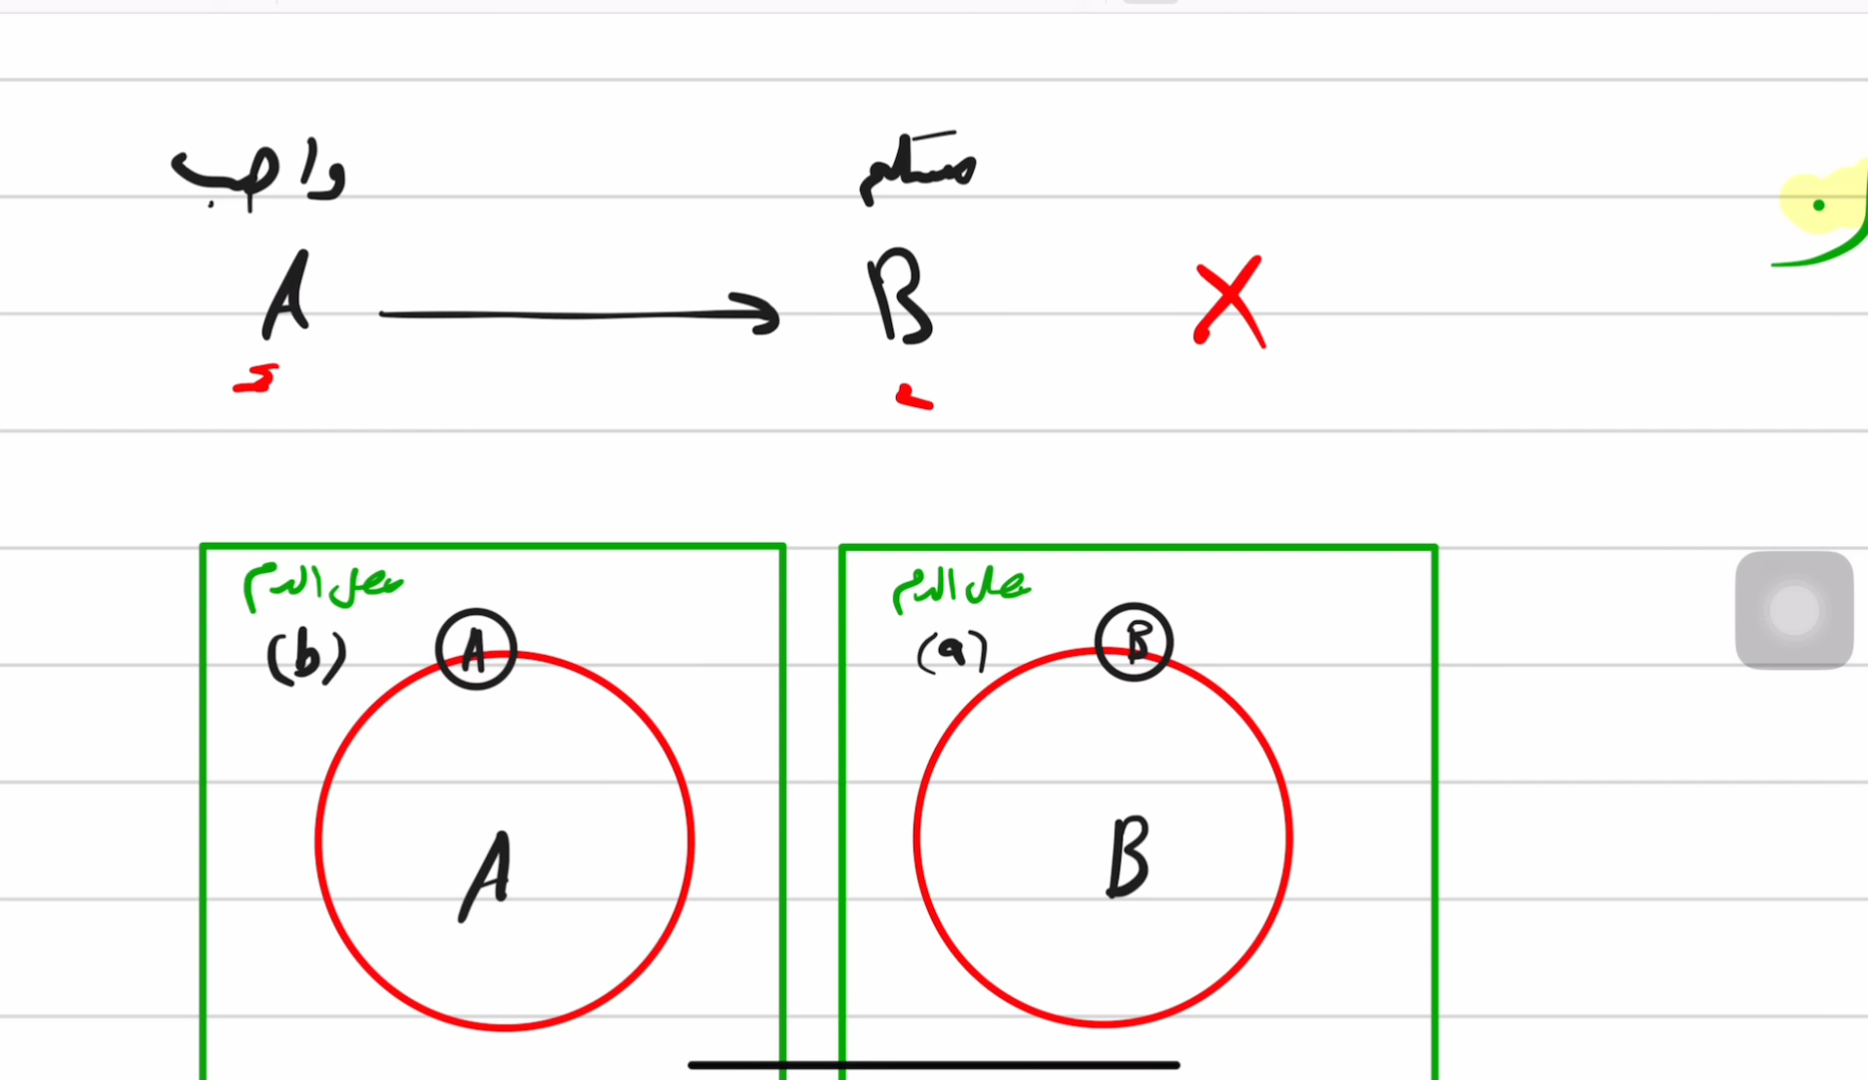 واهب مستلم
A → B X
مصل الدم مصل الدم
(b) A (a) B
A B